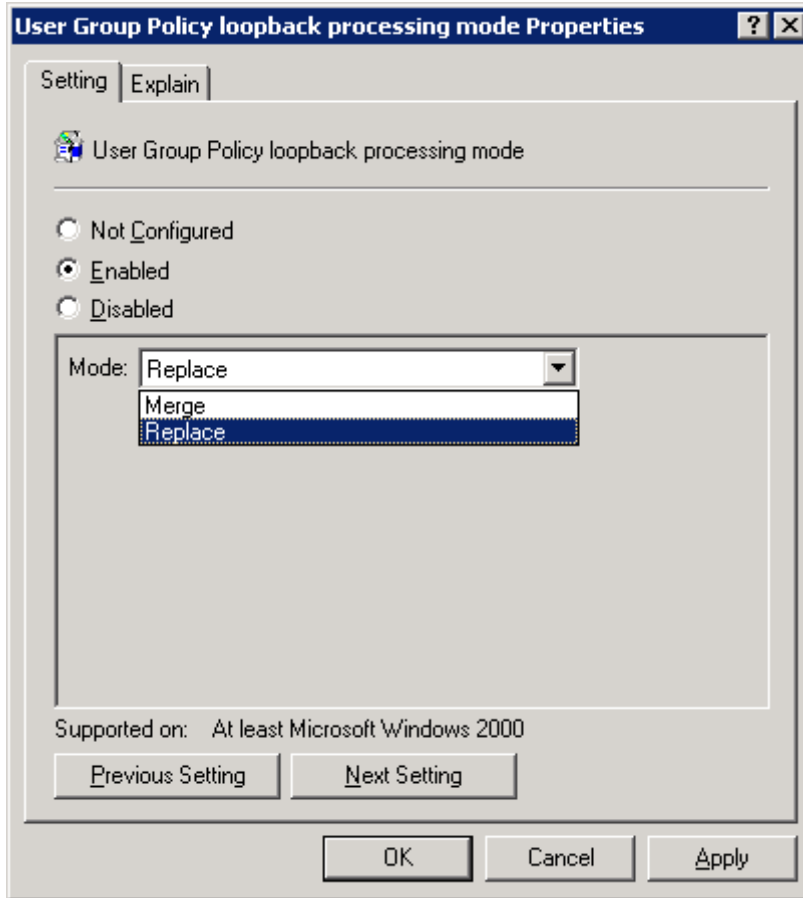 User Group Policy loopback processing mode Properties
Setting Explain
User Group Policy loopback processing mode
Not Configured
Enabled
Disabled
Mode: Replace
Merge
Replace
Supported on: At least Microsoft Windows 2000
Previous Setting Next Setting
OK Cancel Apply